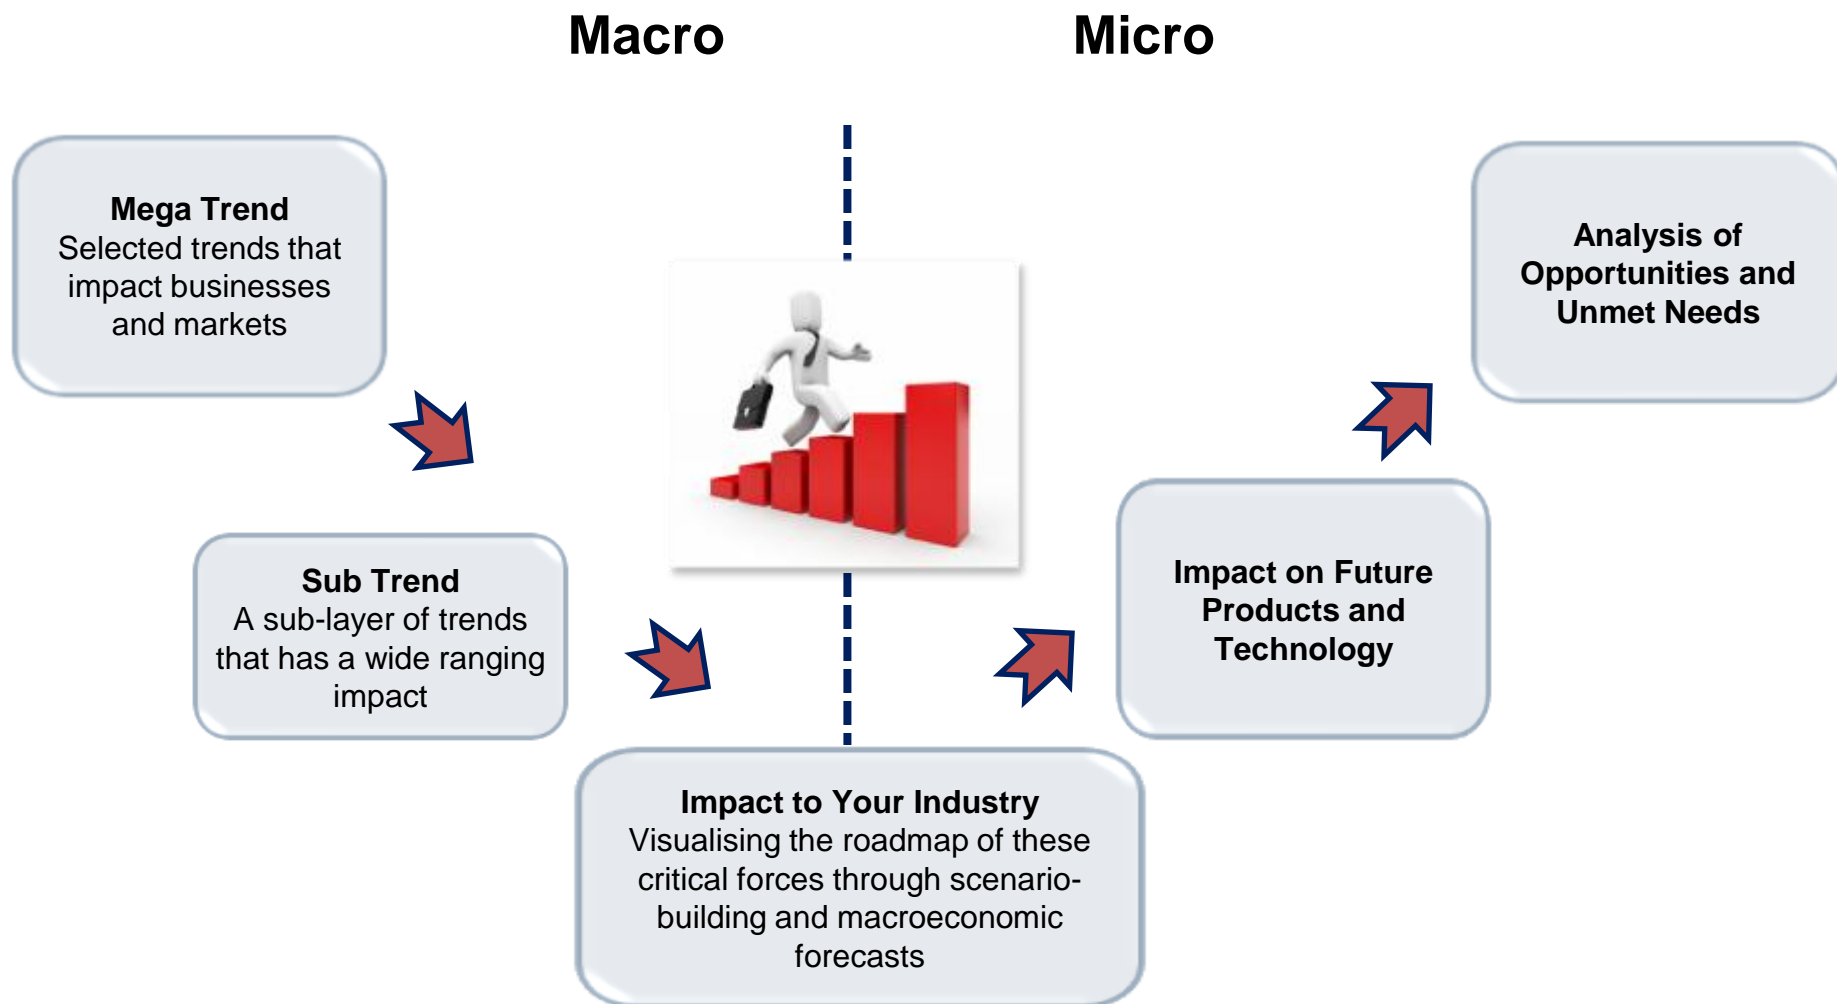 Macro
Micro
Mega Trend
Selected trends that
impact businesses
and markets
Sub Trend
A sub-layer of trends
that has a wide ranging
impact
Impact to Your Industry
Visualising the roadmap of these
critical forces through scenario-
building and macroeconomic
forecasts
Impact on Future
Products and
Technology
Analysis of
Opportunities and
Unmet Needs